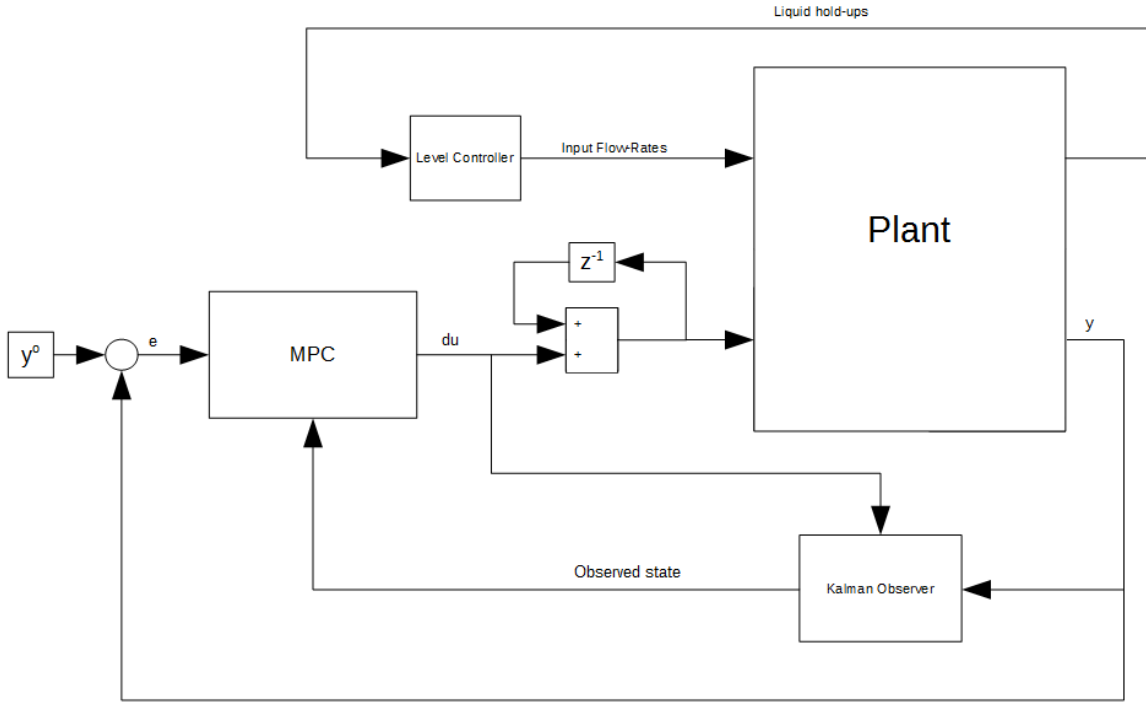 Liquid hold-ups
Level Controller
Input Flow-Rates
Plant
z⁻¹
+
+
yᵒ
e
MPC
du
y
Observed state
Kalman Observer